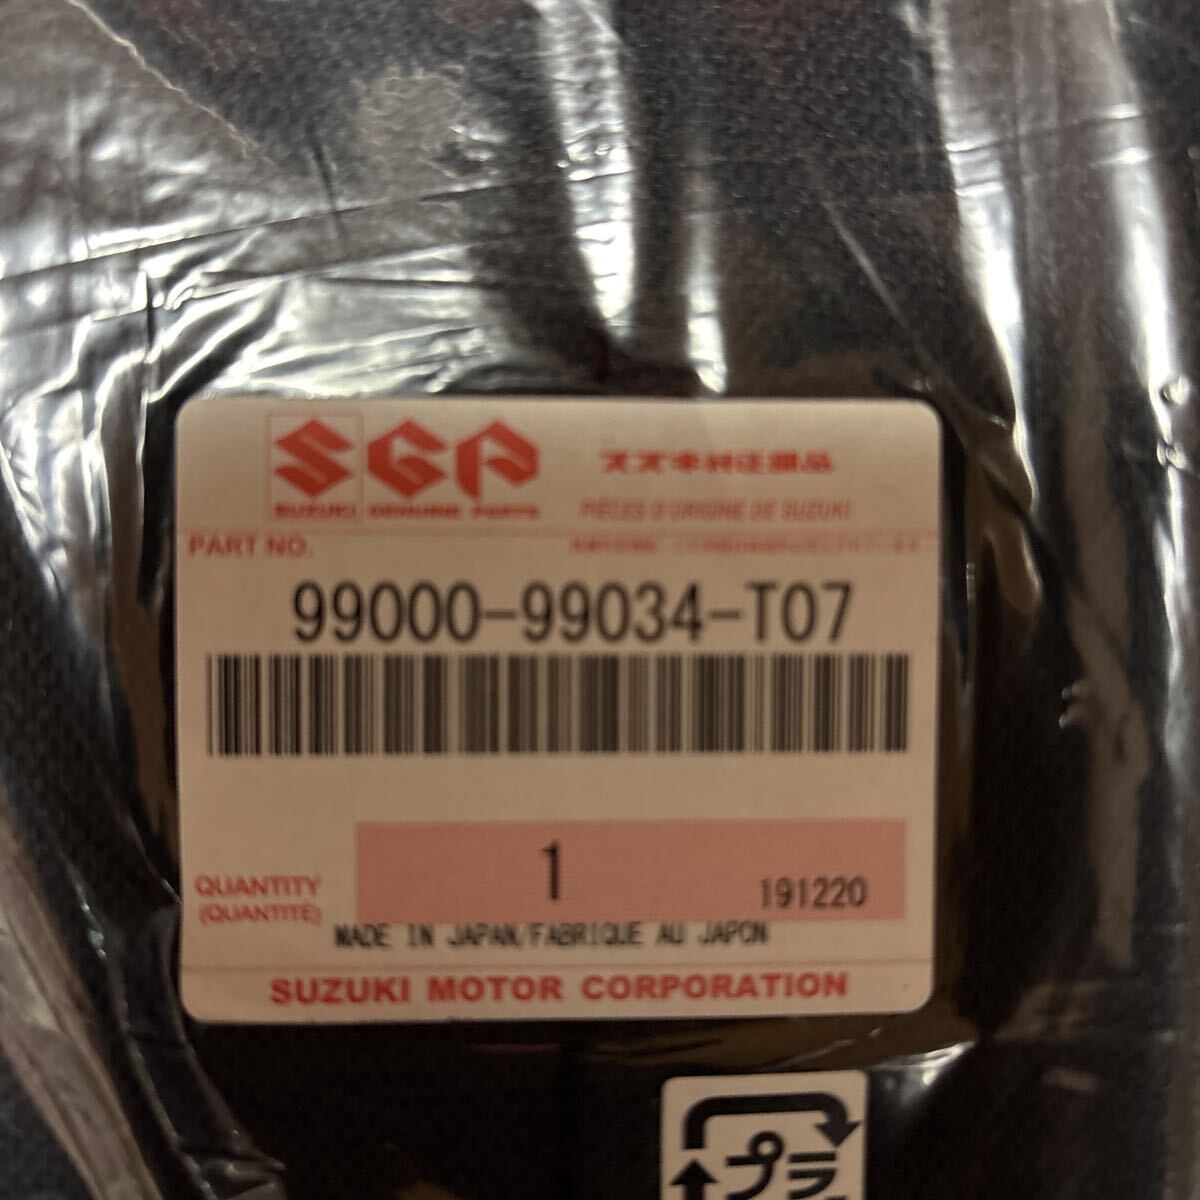 SGP スズキ純正部品
SUZUKI GENUINE PARTS PIÈCES D'ORIGINE DE SUZUKI
PART NO.
99000-99034-T07
QUANTITY 1 191220
(QUANTITÉ)
MADE IN JAPAN/FABRIQUE AU JAPON
SUZUKI MOTOR CORPORATION
プラ